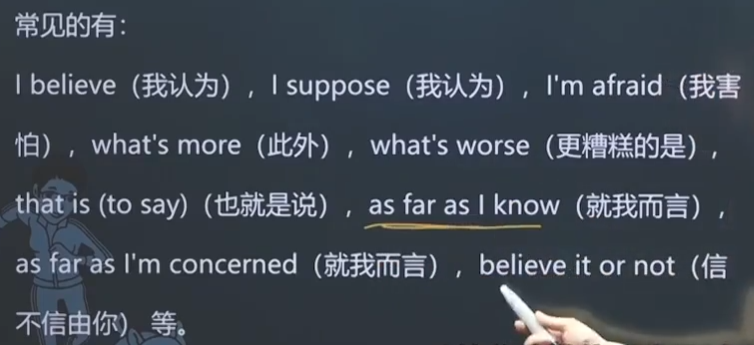 常见的有：
I believe（我认为），I suppose（我认为），I'm afraid（我害
怕），what's more（此外），what's worse（更糟糕的是），
that is (to say)（也就是说），as far as I know（就我而言），
as far as I'm concerned（就我而言），believe it or not（信
不信由你） 等。